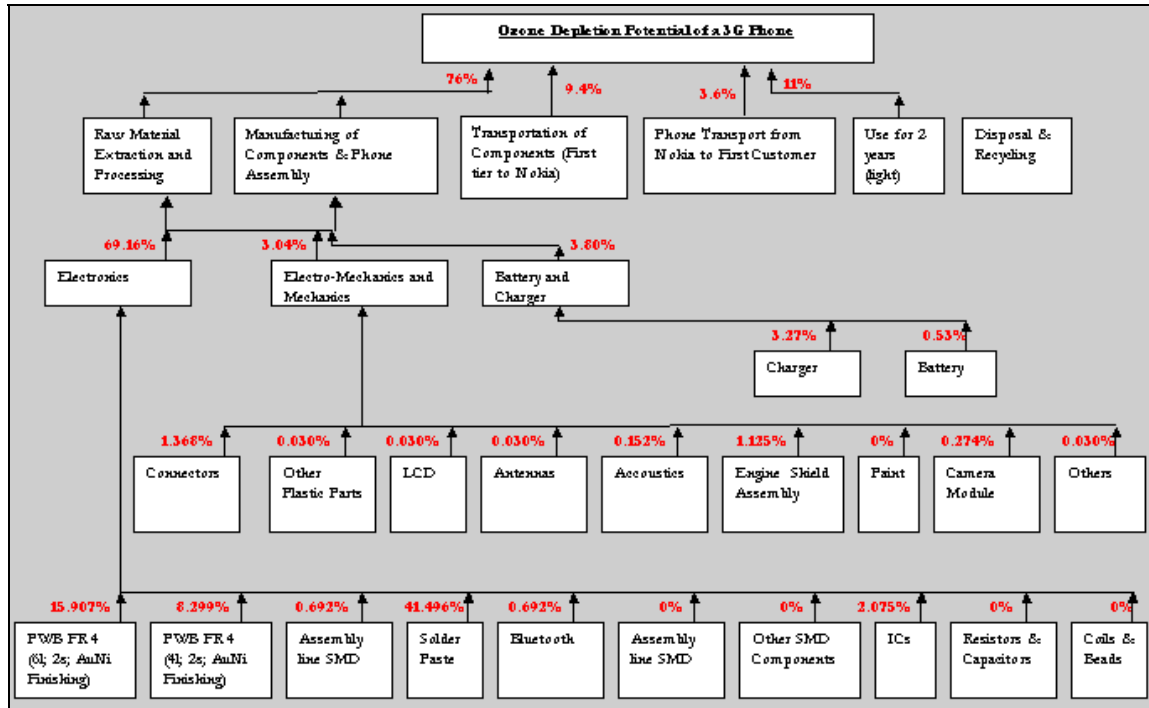 Ozone Depletion Potential of a 3G Phone
76%
9.4%
3.6%
11%
Raw Material
Extraction and
Processing
Manufacturing of
Components & Phone
Assembly
Transportation of
Components (First
tier to Nokia)
Phone Transport from
Nokia to First Customer
Use for 2
years
(light)
Disposal &
Recycling
69.16%
3.04%
3.80%
Electronics
Electro-Mechanics and
Mechanics
Battery and
Charger
3.27%
0.53%
Charger
Battery
1.368%
0.030%
0.030%
0.030%
0.152%
1.125%
0%
0.274%
0.030%
Connectors
Other
Plastic Parts
LCD
Antennas
Accoustics
Engine Shield
Assembly
Paint
Camera
Module
Others
15.907%
8.299%
0.692%
41.496%
0.692%
0%
0%
2.075%
0%
0%
PWB FR4
(6l; 2s; AuNi
Finishing)
PWB FR4
(4l; 2s; AuNi
Finishing)
Assembly
line SMD
Solder
Paste
Bluetooth
Assembly
line SMD
Other SMD
Components
ICs
Resistors &
Capacitors
Coils &
Beads